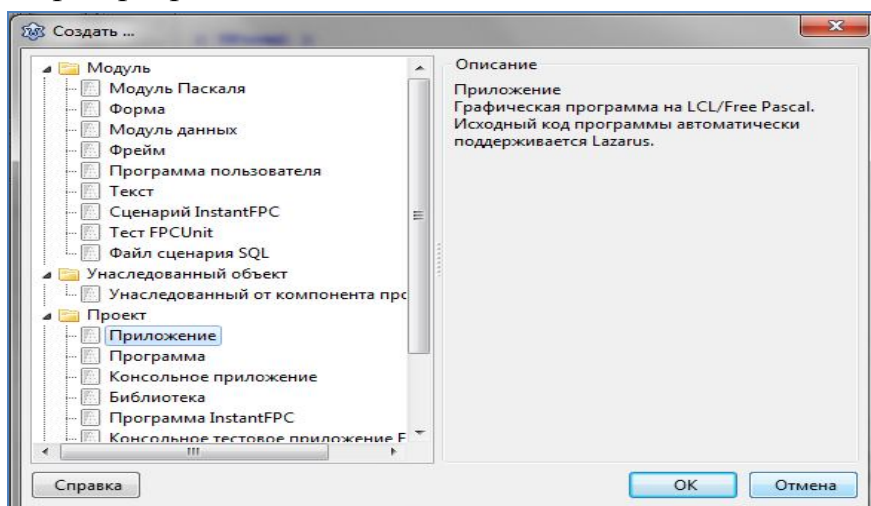 Создать ...
Модуль
Модуль Паскаля
Форма
Модуль данных
Фрейм
Программа пользователя
Текст
Сценарий InstantFPC
Тест FPCUnit
Файл сценария SQL
Унаследованный объект
Унаследованный от компонента прс
Проект
Приложение
Программа
Консольное приложение
Библиотека
Программа InstantFPC
Консольное тестовое приложение F
Описание
Приложение
Графическая программа на LCL/Free Pascal.
Исходный код программы автоматически
поддерживается Lazarus.
Справка
OK
Отмена